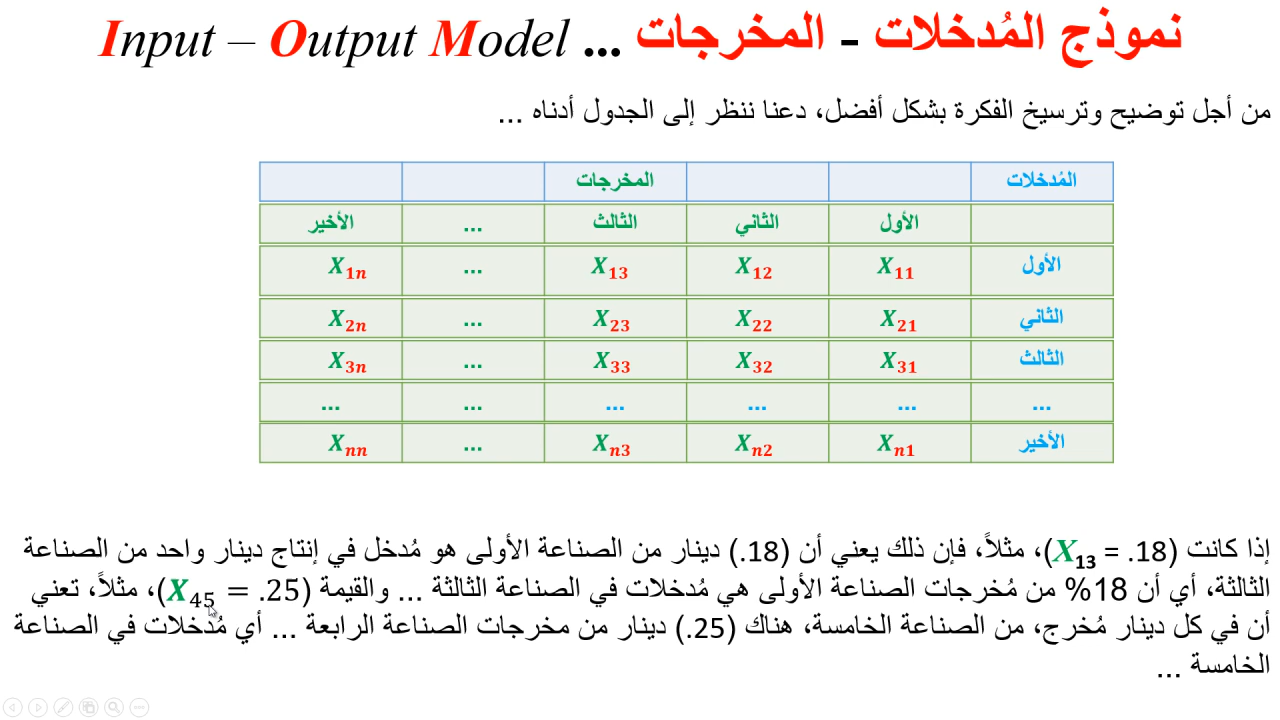 نموذج المُدخلات - المخرجات ... Input – Output Model
من أجل توضيح وترسيخ الفكرة بشكل أفضل، دعنا ننظر إلى الجدول أدناه ...
المُدخلات المخرجات
الأول الثاني الثالث ... الأخير
الأول X11 X12 X13 ... X1n
الثاني X21 X22 X23 ... X2n
الثالث X31 X32 X33 ... X3n
... ... ... ... ... ...
الأخير Xn1 Xn2 Xn3 ... Xnn
إذا كانت (X13 = .18)، مثلاً، فإن ذلك يعني أن (.18) دينار من الصناعة الأولى هو مُدخل في إنتاج دينار واحد من الصناعة
الثالثة، أي أن 18% من مُخرجات الصناعة الأولى هي مُدخلات في الصناعة الثالثة ... والقيمة (X45 = .25)، مثلاً، تعني
أن في كل دينار مُخرج، من الصناعة الخامسة، هناك (.25) دينار من مخرجات الصناعة الرابعة ... أي مُدخلات في الصناعة
الخامسة ...